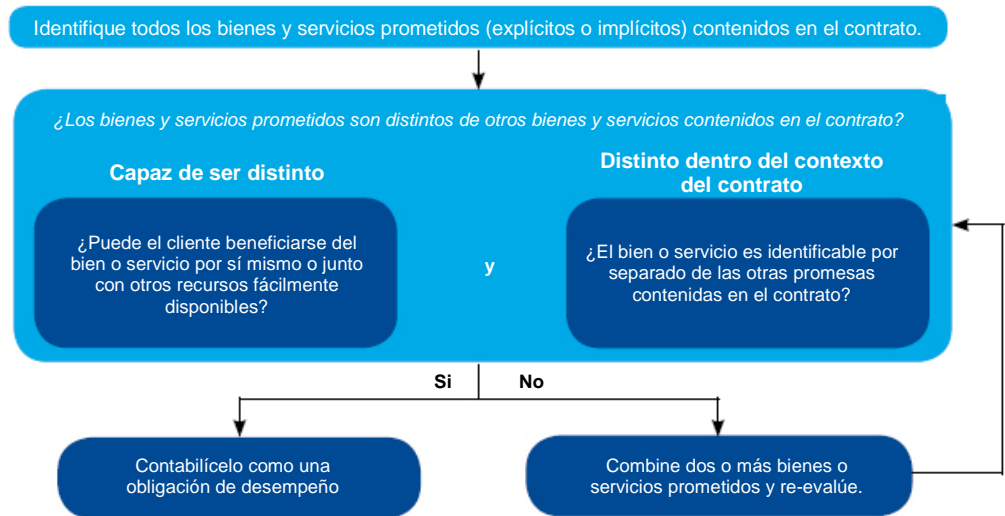 Identifique todos los bienes y servicios prometidos (explícitos o implícitos) contenidos en el contrato.
¿Los bienes y servicios prometidos son distintos de otros bienes y servicios contenidos en el contrato?
Capaz de ser distinto
¿Puede el cliente beneficiarse del
bien o servicio por sí mismo o junto
con otros recursos fácilmente
disponibles?
y
Distinto dentro del contexto
del contrato
¿El bien o servicio es identificable por
separado de las otras promesas
contenidas en el contrato?
Si
No
Contabilícelo como una
obligación de desempeño
Combine dos o más bienes o
servicios prometidos y re-evalúe.